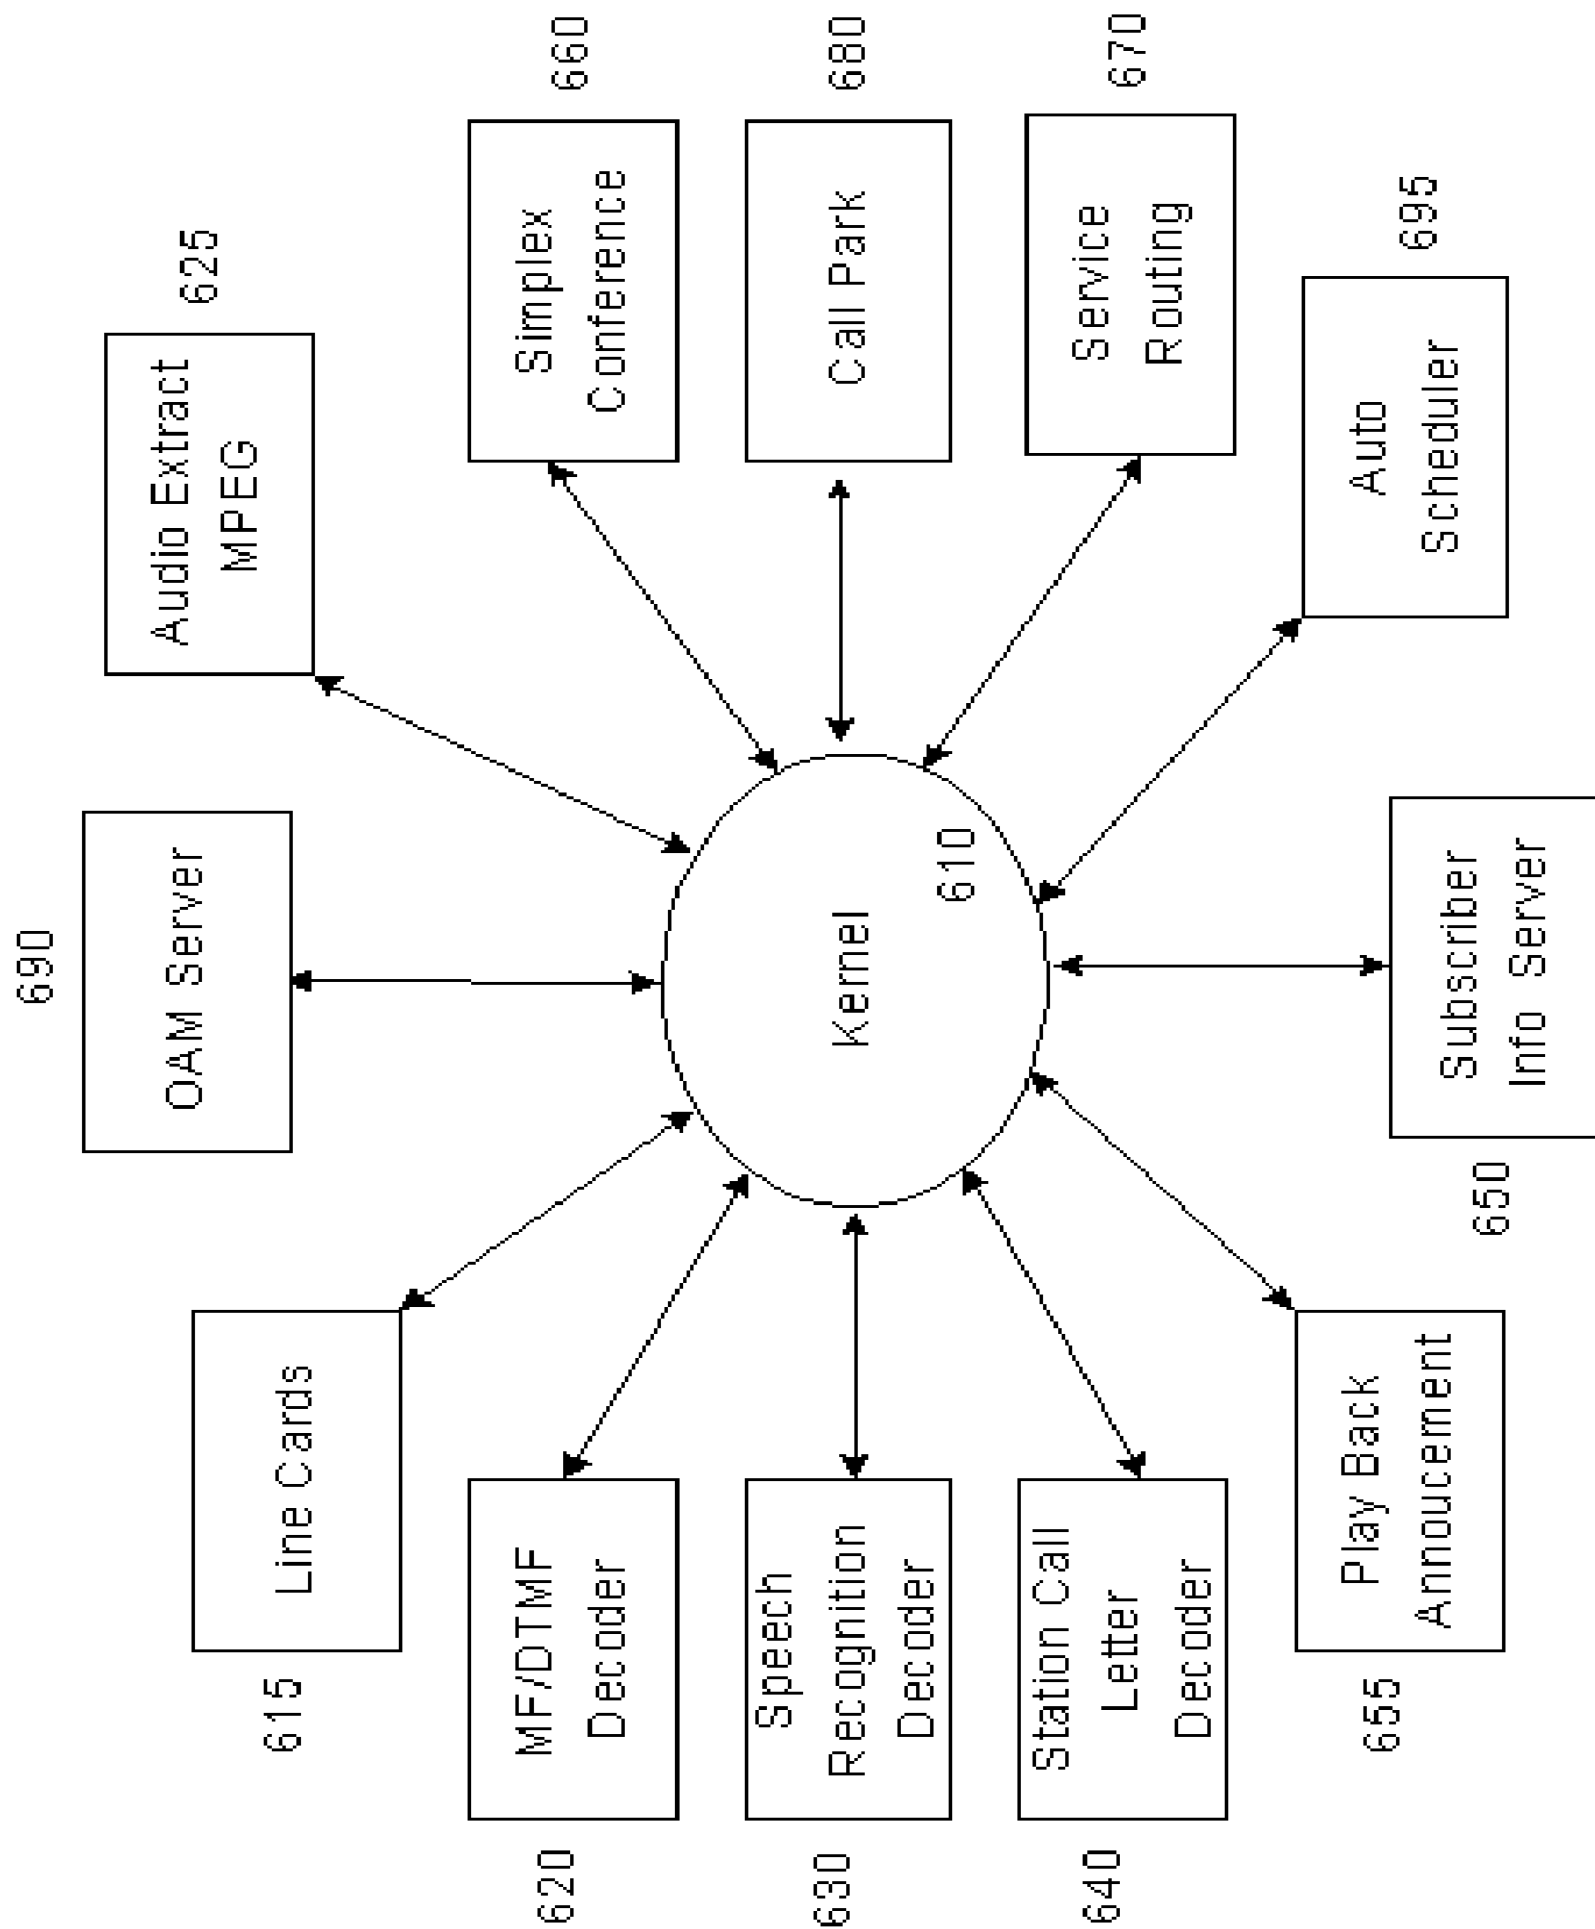 690
OAM Server
625
Audio Extract
MPEG
615
Line Cards
620
MF/DTMF
Decoder
Simplex
Conference
660
630
Speech
Recognition
Decoder
Kernel
610
Call Park
680
640
Station Call
Letter
Decoder
Service
Routing
670
655
Play Back
Annoucement
Auto
Scheduler
695
650
Subscriber
Info Server